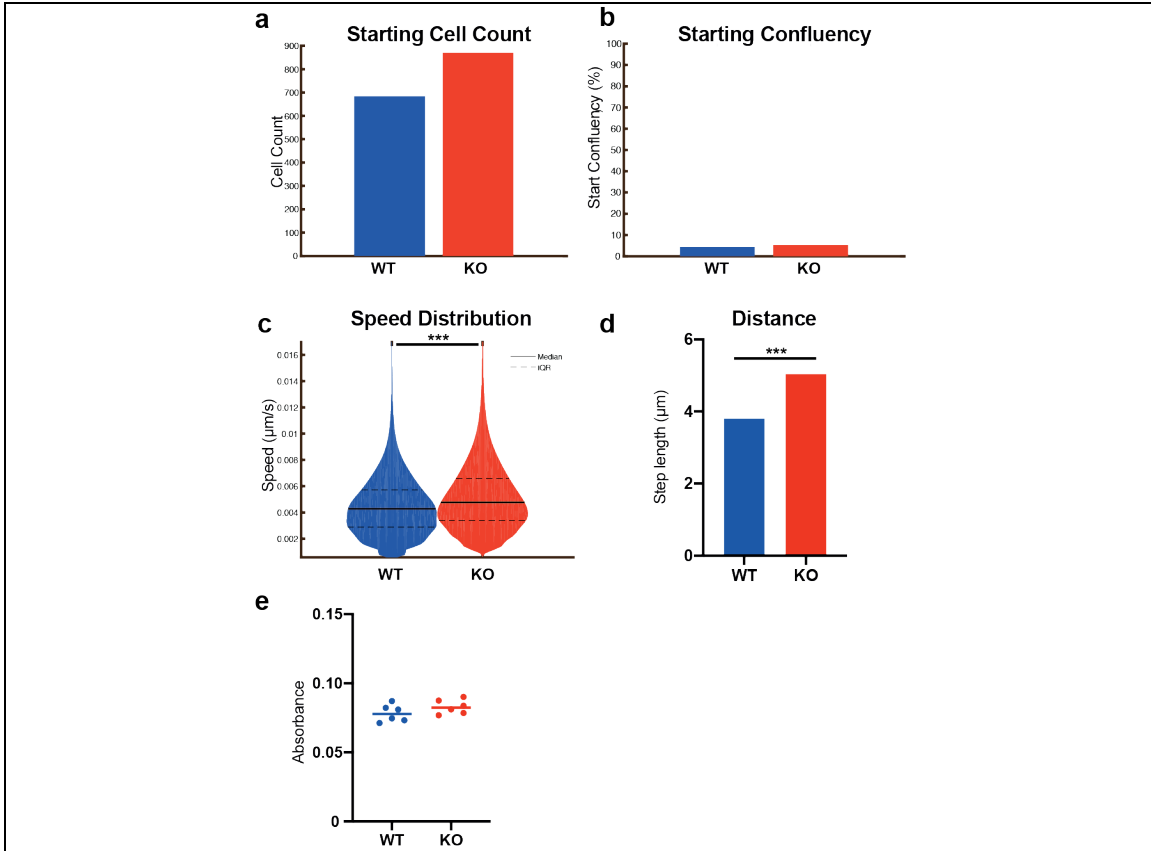 a
Starting Cell Count
Cell Count
900
800
700
600
500
400
300
200
100
0
WT
KO
b
Starting Confluency
Start Confluency (%)
100
90
80
70
60
50
40
30
20
10
0
WT
KO
c
Speed Distribution
***
Median
IQR
Speed (µm/s)
0.016
0.014
0.012
0.01
0.008
0.006
0.004
0.002
WT
KO
d
Distance
***
Step length (µm)
6
4
2
0
WT
KO
e
Absorbance
0.15
0.10
0.05
0
WT
KO